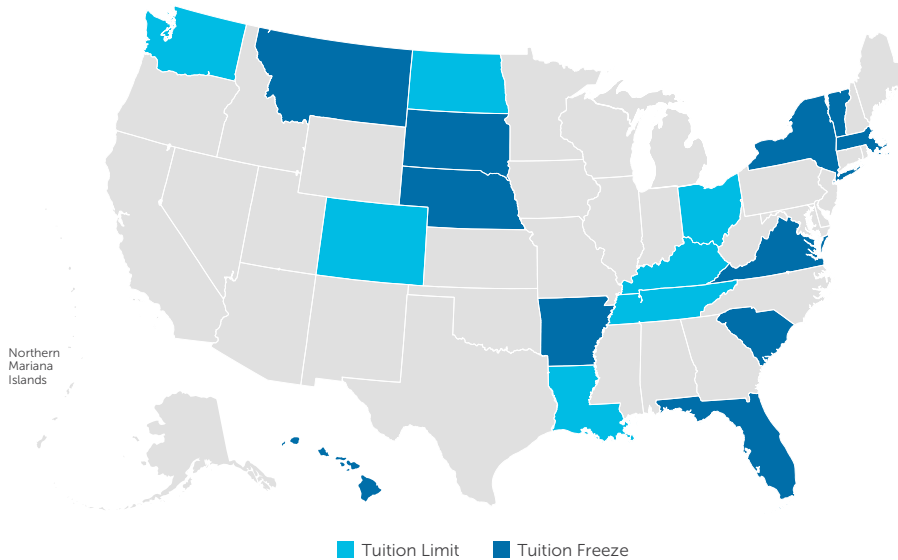 Northern
Mariana
Islands
Tuition Limit
Tuition Freeze